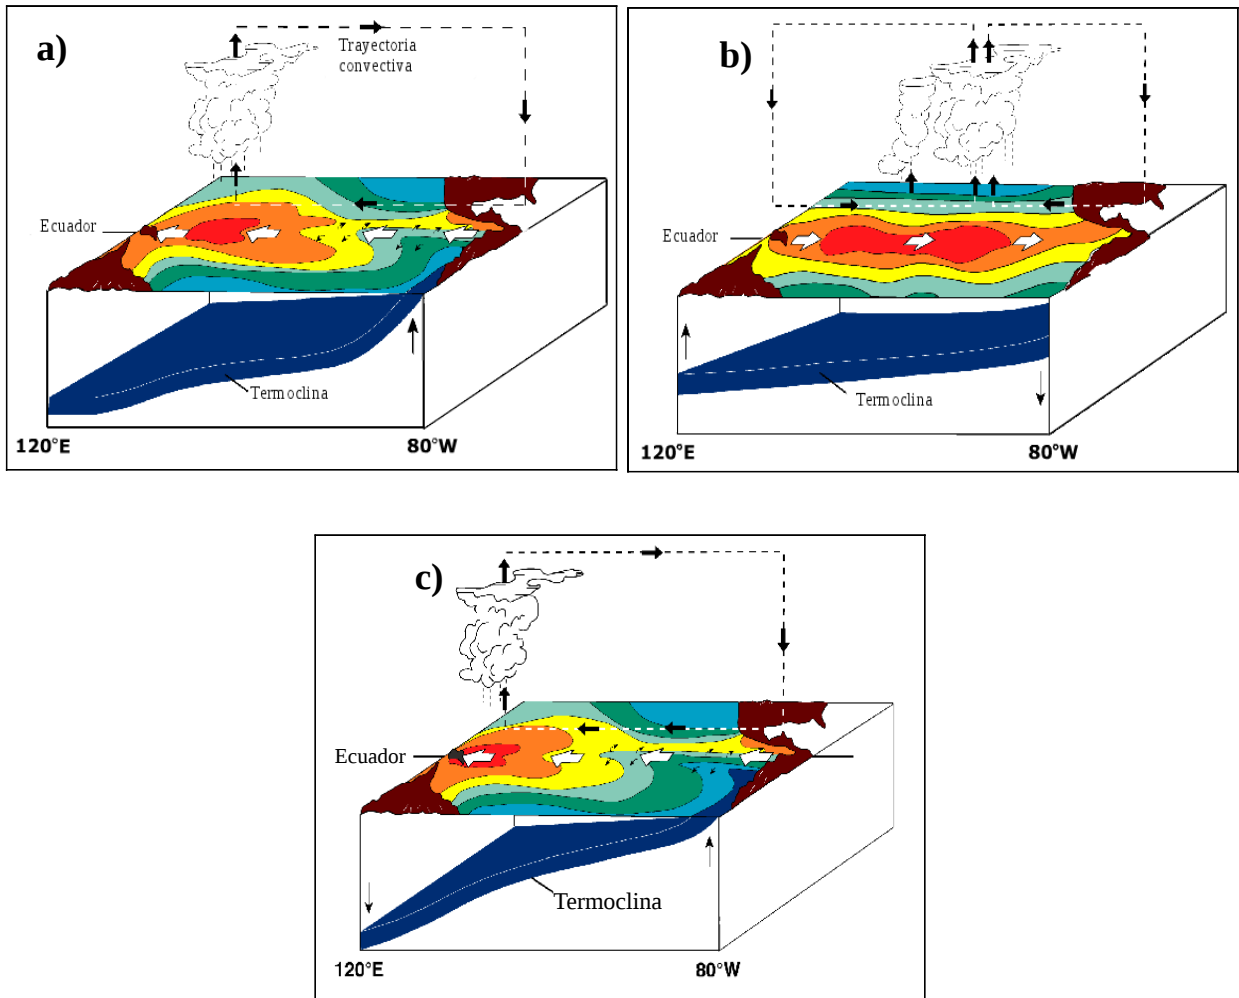 a)
Trayectoria
convectiva
Ecuador
Termoclina
120°E
80°W
b)
Ecuador
Termoclina
120°E
80°W
c)
Ecuador
Termoclina
120°E
80°W